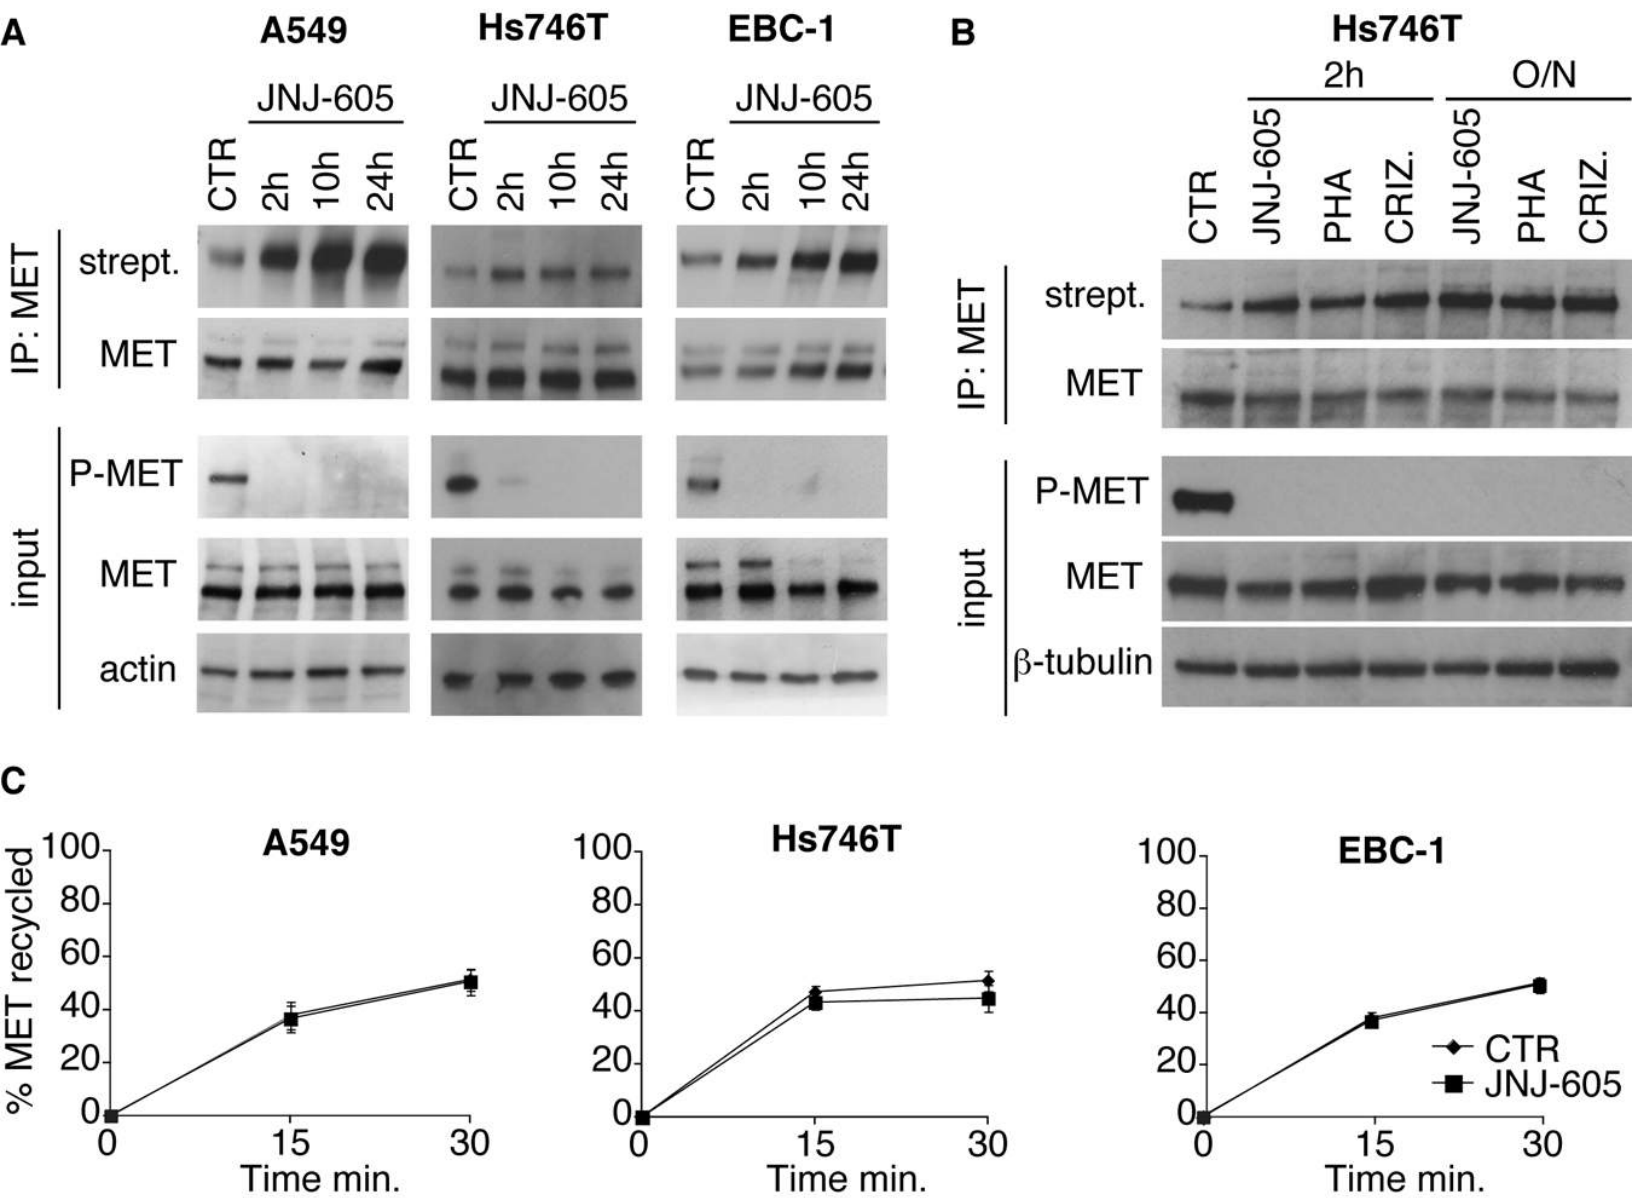 A
A549
Hs746T
EBC-1
JNJ-605
JNJ-605
JNJ-605
CTR
2h
10h
24h
CTR
2h
10h
24h
CTR
2h
10h
24h
IP: MET
strept.
MET
input
P-MET
MET
actin
B
Hs746T
2h
O/N
CTR
JNJ-605
PHA
CRIZ.
JNJ-605
PHA
CRIZ.
IP: MET
strept.
MET
input
P-MET
MET
β-tubulin
C
% MET recycled
A549
100
80
60
40
20
0
0
15
30
Time min.
Hs746T
100
80
60
40
20
0
0
15
30
Time min.
EBC-1
100
80
60
40
20
0
0
15
30
Time min.
CTR
JNJ-605